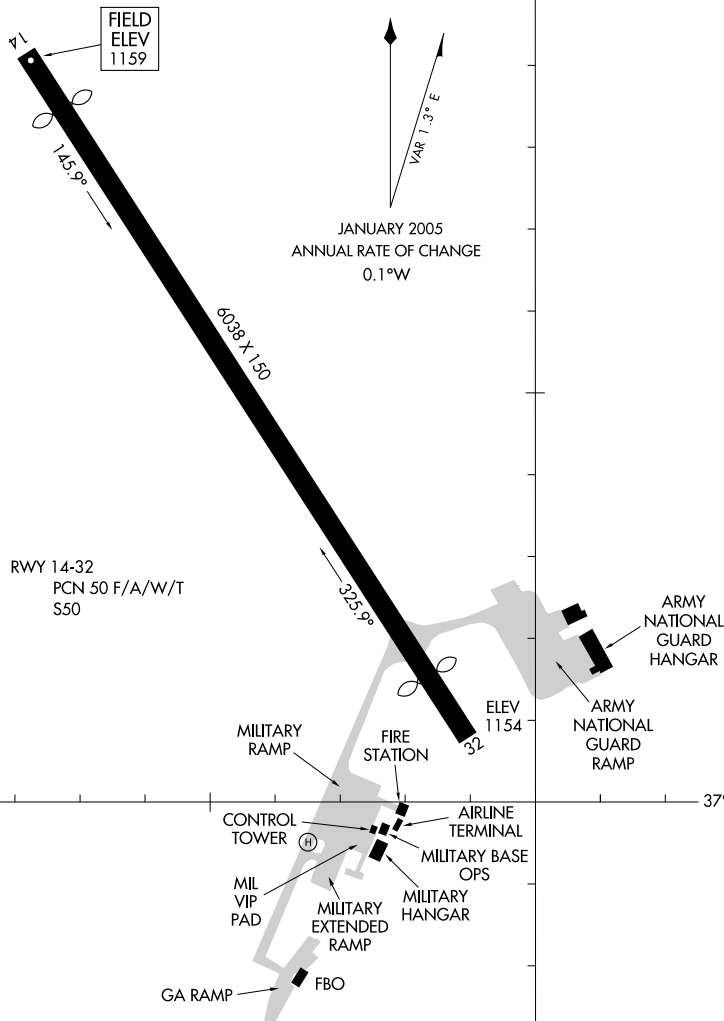 FIELD
ELEV
1159
14
VAR 1.3° E
145.9°
JANUARY 2005
ANNUAL RATE OF CHANGE
0.1°W
6038 X 150
RWY 14-32
PCN 50 F/A/W/T
S50
325.9°
ARMY
NATIONAL
GUARD
HANGAR
ELEV
1154
32
ARMY
NATIONAL
GUARD
RAMP
MILITARY
RAMP
FIRE
STATION
37°
CONTROL
TOWER
H
AIRLINE
TERMINAL
MILITARY BASE
OPS
MIL
VIP
PAD
MILITARY
HANGAR
MILITARY
EXTENDED
RAMP
GA RAMP
FBO